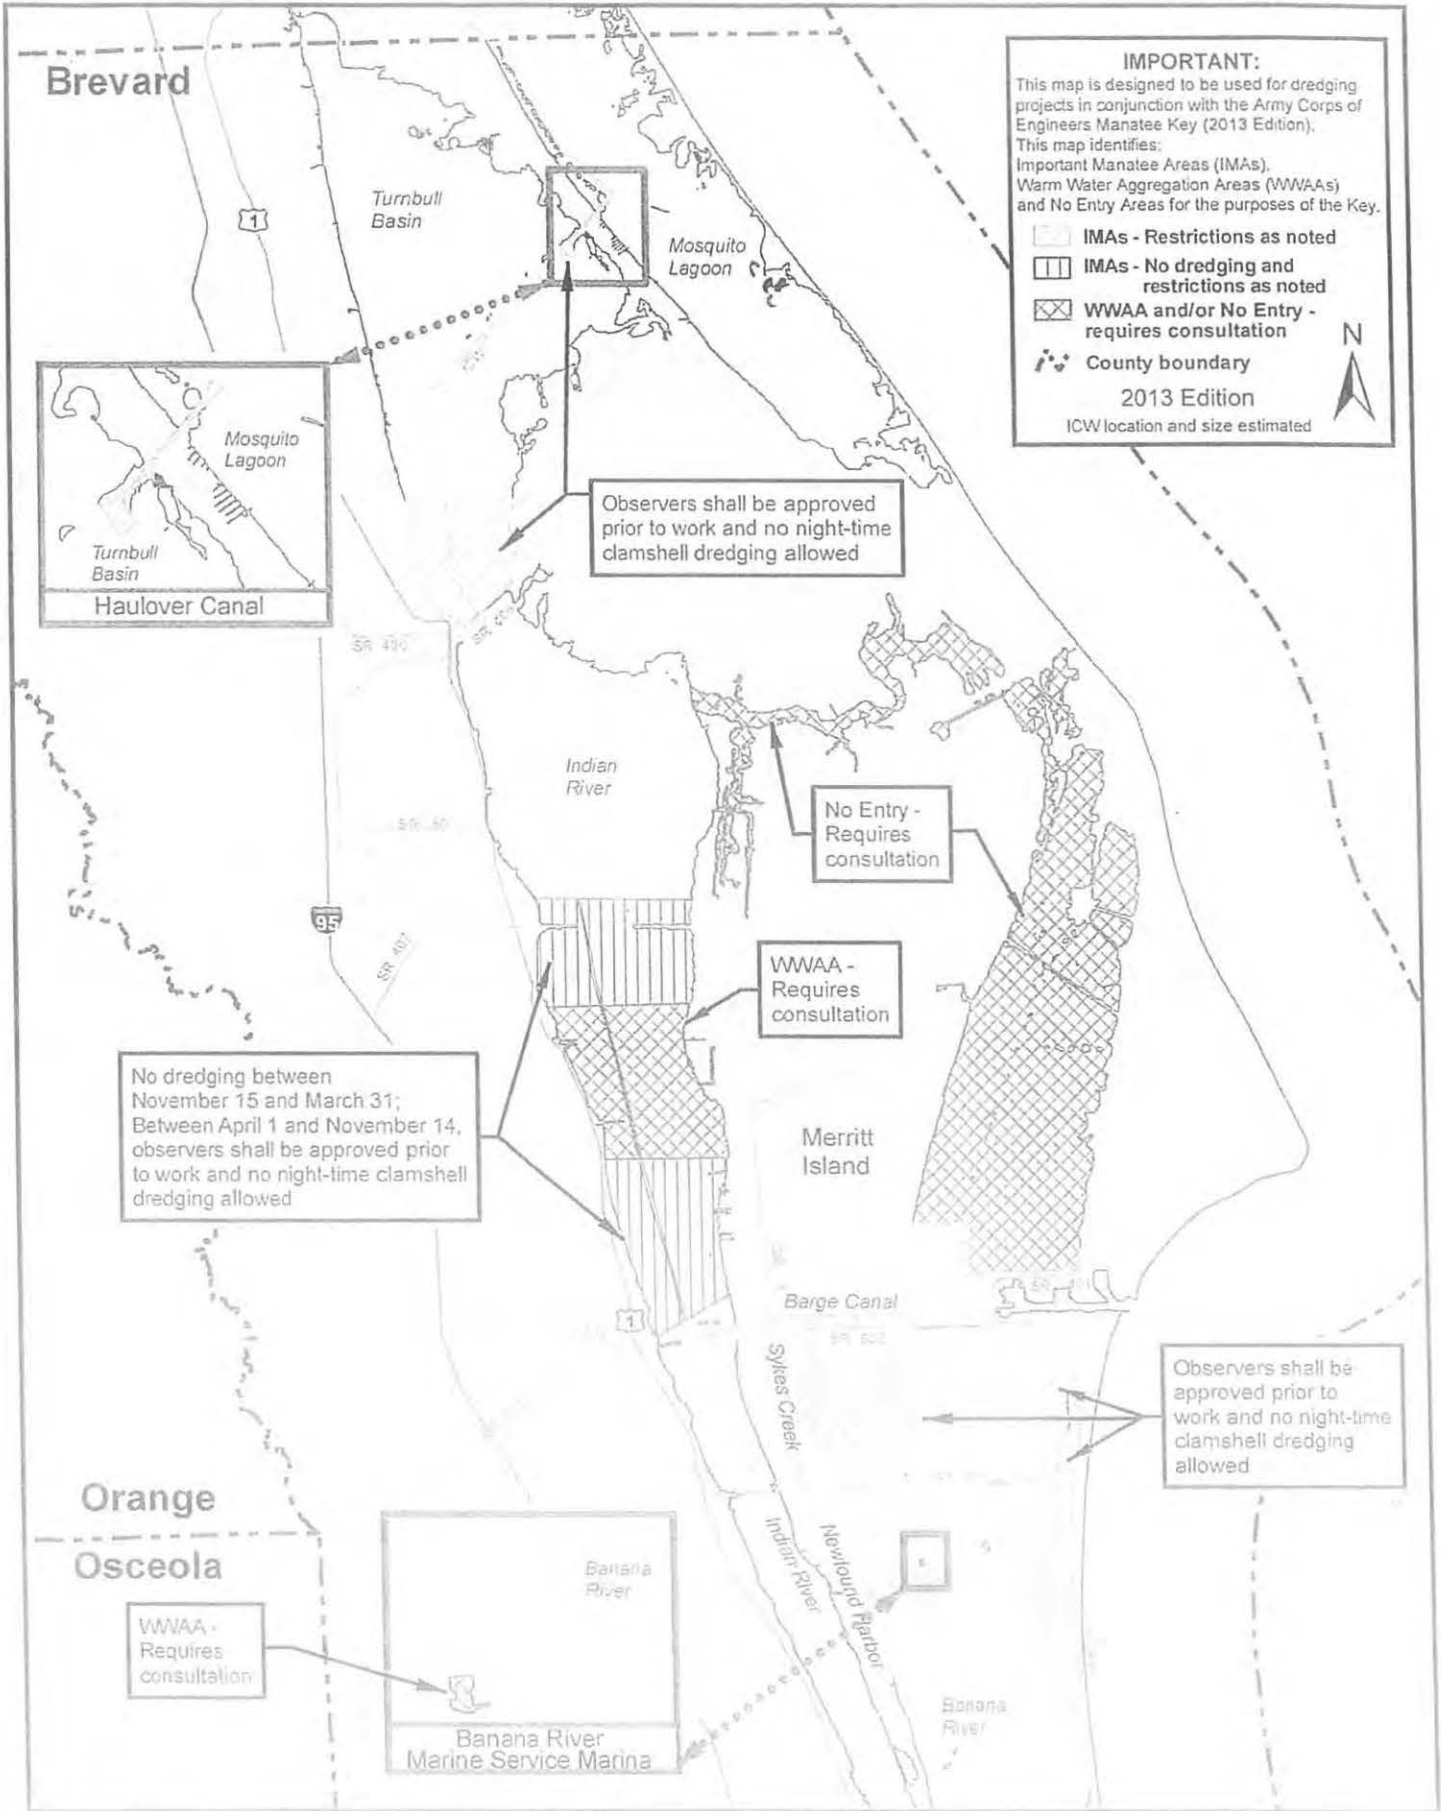 Brevard
IMPORTANT:
This map is designed to be used for dredging
projects in conjunction with the Army Corps of
Engineers Manatee Key (2013 Edition).
This map identifies:
Important Manatee Areas (IMAs),
Warm Water Aggregation Areas (WWAAs)
and No Entry Areas for the purposes of the Key.
IMAs - Restrictions as noted
IMAs - No dredging and
restrictions as noted
WWAA and/or No Entry -
requires consultation
County boundary
N
2013 Edition
ICW location and size estimated
Turnbull
Basin
1
Mosquito
Lagoon
Mosquito
Lagoon
Turnbull
Basin
Haulover Canal
Observers shall be approved
prior to work and no night-time
clamshell dredging allowed
SR
Indian
River
No Entry -
Requires
consultation
95
SR 407
WWAA -
Requires
consultation
No dredging between
November 15 and March 31;
Between April 1 and November 14,
observers shall be approved prior
to work and no night-time clamshell
dredging allowed
Merritt
Island
Barge Canal
1
Sykes Creek
Observers shall be
approved prior to
work and no night-time
clamshell dredging
allowed
Orange
Osceola
Indian River
Newfound Harbor
Banana
River
WWAA -
Requires
consultation
Banana River
Marine Service Marina
Banana
River